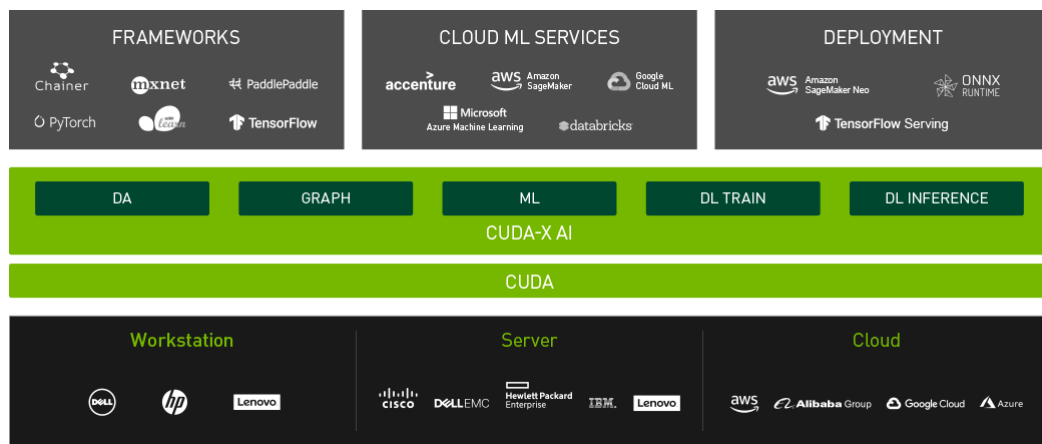 FRAMEWORKS
Chainer
mxnet
PaddlePaddle
PyTorch
learn
TensorFlow
CLOUD ML SERVICES
accenture
aws Amazon
SageMaker
Google
Cloud ML
Microsoft
Azure Machine Learning
databricks
DEPLOYMENT
aws Amazon
SageMaker Neo
ONNX
RUNTIME
TensorFlow Serving
DA
GRAPH
ML
DL TRAIN
DL INFERENCE
CUDA-X AI
CUDA
Workstation
DELL
hp
Lenovo
Server
CISCO
DELLEMC
Hewlett Packard
Enterprise
IBM.
Lenovo
Cloud
aws
Alibaba Group
Google Cloud
Azure